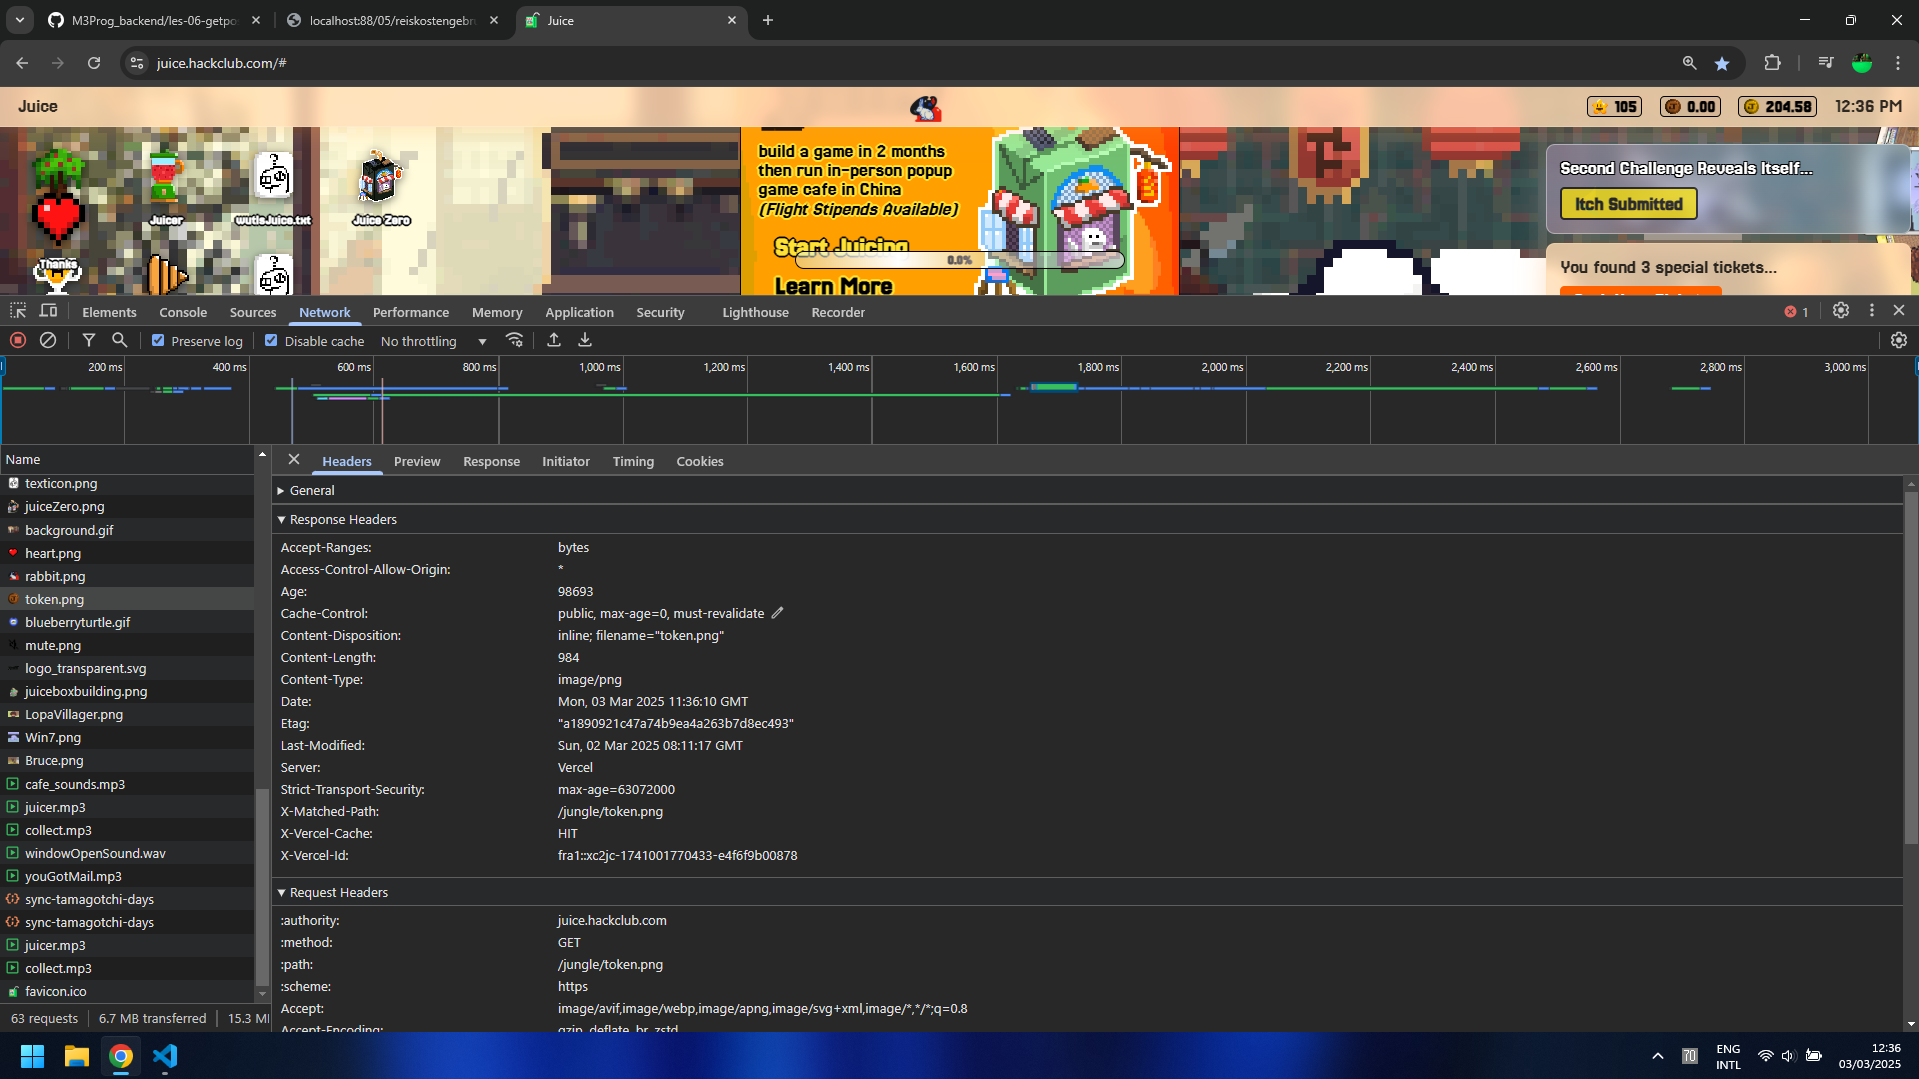 M3Prog_backend/les-06-getpo
localhost:88/05/reiskostengebru
Juice
juice.hackclub.com/#
Juice
105
0.00
204.58
12:36 PM
build a game in 2 months
then run in-person popup
game cafe in China
(Flight Stipends Available)
Start Juicing
0.0%
Learn More
Juicer
wutIsJuice.txt
Juice Zero
Thanks
Second Challenge Reveals Itself...
Itch Submitted
You found 3 special tickets...
Elements
Console
Sources
Network
Performance
Memory
Application
Security
Lighthouse
Recorder
1
Preserve log
Disable cache
No throttling
200 ms
400 ms
600 ms
800 ms
1,000 ms
1,200 ms
1,400 ms
1,600 ms
1,800 ms
2,000 ms
2,200 ms
2,400 ms
2,600 ms
2,800 ms
3,000 ms
Name
texticon.png
juiceZero.png
background.gif
heart.png
rabbit.png
token.png
blueberryturtle.gif
mute.png
logo_transparent.svg
juiceboxbuilding.png
LopaVillager.png
Win7.png
Bruce.png
cafe_sounds.mp3
juicer.mp3
collect.mp3
windowOpenSound.wav
youGotMail.mp3
sync-tamagotchi-days
sync-tamagotchi-days
juicer.mp3
collect.mp3
favicon.ico
63 requests
6.7 MB transferred
15.3 M
Headers
Preview
Response
Initiator
Timing
Cookies
General
Response Headers
Accept-Ranges: bytes
Access-Control-Allow-Origin: *
Age: 98693
Cache-Control: public, max-age=0, must-revalidate
Content-Disposition: inline; filename="token.png"
Content-Length: 984
Content-Type: image/png
Date: Mon, 03 Mar 2025 11:36:10 GMT
Etag: "a1890921c47a74b9ea4a263b7d8ec493"
Last-Modified: Sun, 02 Mar 2025 08:11:17 GMT
Server: Vercel
Strict-Transport-Security: max-age=63072000
X-Matched-Path: /jungle/token.png
X-Vercel-Cache: HIT
X-Vercel-Id: fra1::xc2jc-1741001770433-e4f6f9b00878
Request Headers
:authority: juice.hackclub.com
:method: GET
:path: /jungle/token.png
:scheme: https
Accept: image/avif,image/webp,image/apng,image/svg+xml,image/*,*/*;q=0.8
Accept-Encoding: gzip, deflate, br, zstd
70
ENG
INTL
12:36
03/03/2025